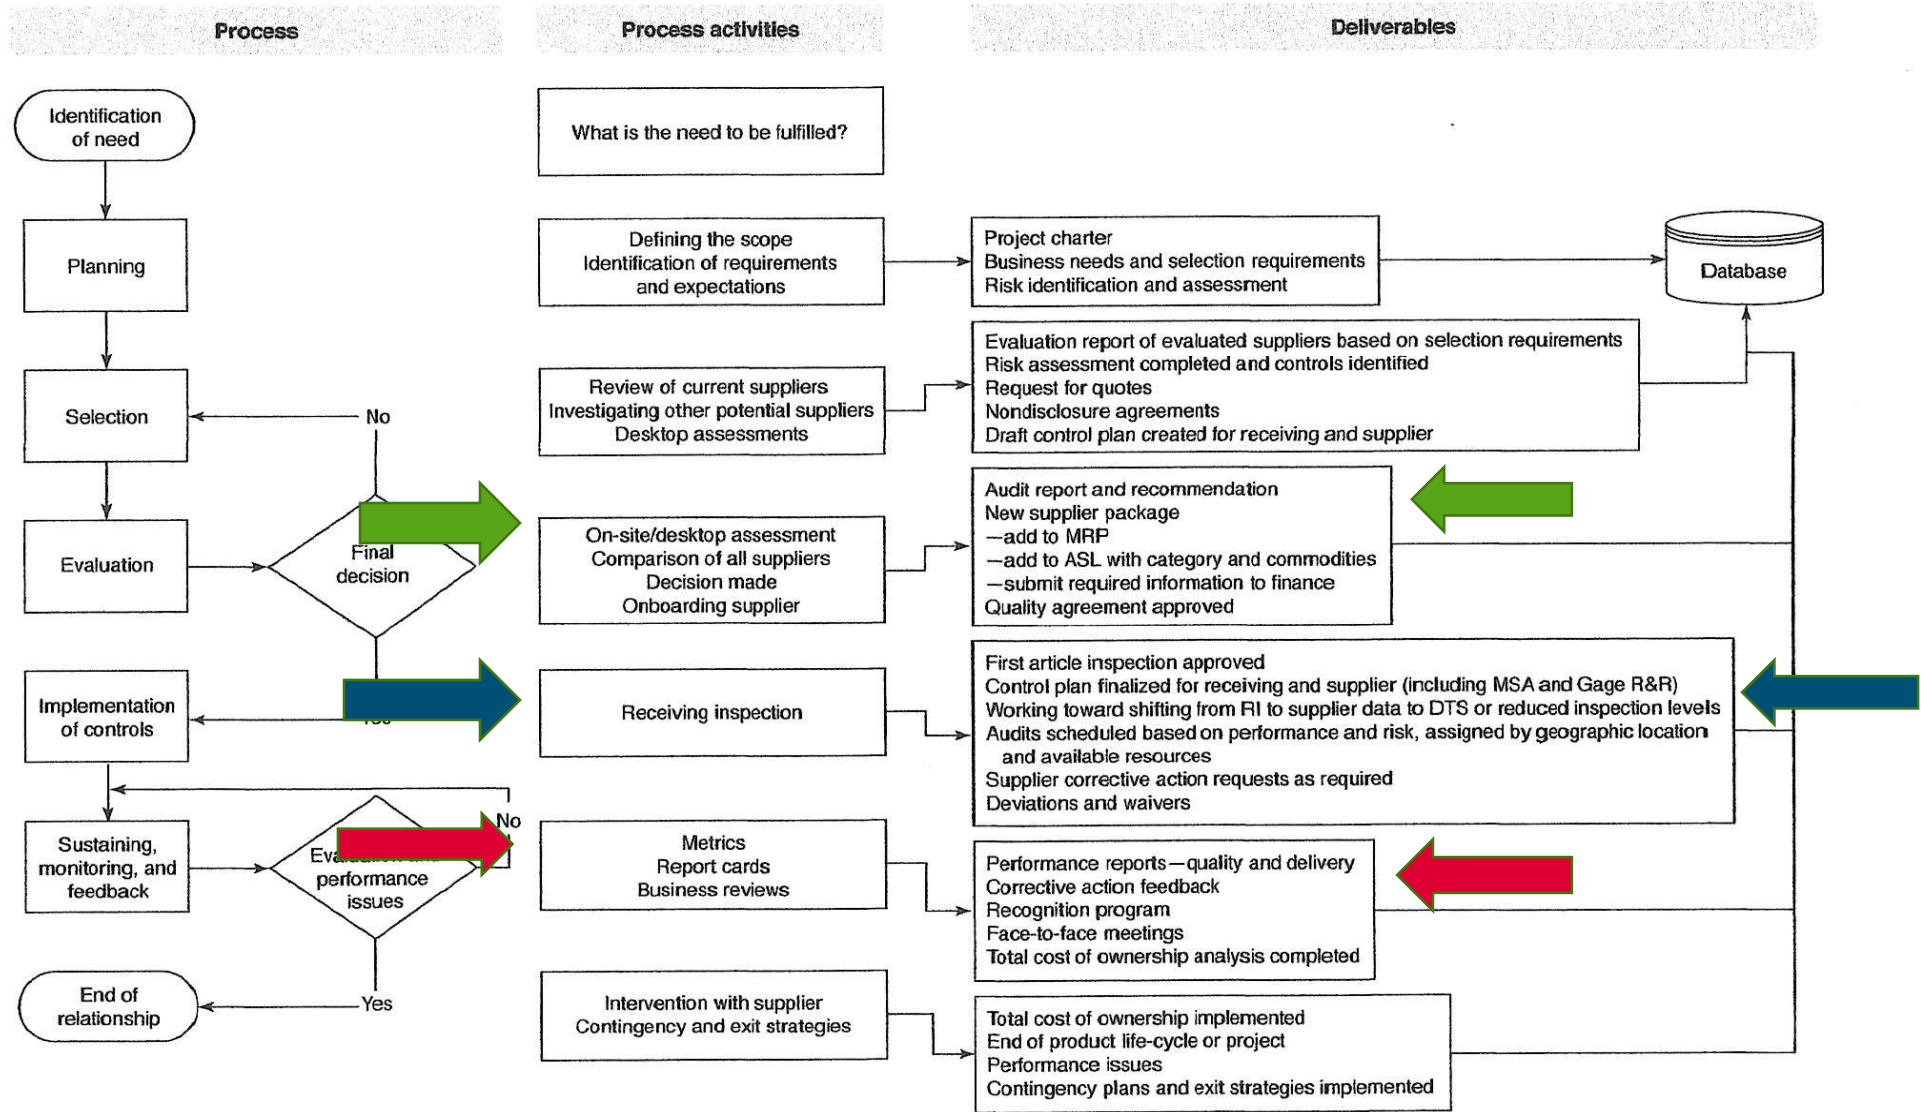 Process
Process activities
Deliverables
Identification
of need
What is the need to be fulfilled?
Planning
Defining the scope
Identification of requirements
and expectations
Project charter
Business needs and selection requirements
Risk identification and assessment
Database
Selection
No
Review of current suppliers
Investigating other potential suppliers
Desktop assessments
Evaluation report of evaluated suppliers based on selection requirements
Risk assessment completed and controls identified
Request for quotes
Nondisclosure agreements
Draft control plan created for receiving and supplier
Evaluation
Final
decision
On-site/desktop assessment
Comparison of all suppliers
Decision made
Onboarding supplier
Audit report and recommendation
New supplier package
—add to MRP
—add to ASL with category and commodities
—submit required information to finance
Quality agreement approved
Implementation
of controls
Receiving inspection
First article inspection approved
Control plan finalized for receiving and supplier (including MSA and Gage R&R)
Working toward shifting from RI to supplier data to DTS or reduced inspection levels
Audits scheduled based on performance and risk, assigned by geographic location
and available resources
Supplier corrective action requests as required
Deviations and waivers
Sustaining,
monitoring, and
feedback
performance
issues
No
Metrics
Report cards
Business reviews
Performance reports—quality and delivery
Corrective action feedback
Recognition program
Face-to-face meetings
Total cost of ownership analysis completed
End of
relationship
Yes
Intervention with supplier
Contingency and exit strategies
Total cost of ownership implemented
End of product life-cycle or project
Performance issues
Contingency plans and exit strategies implemented